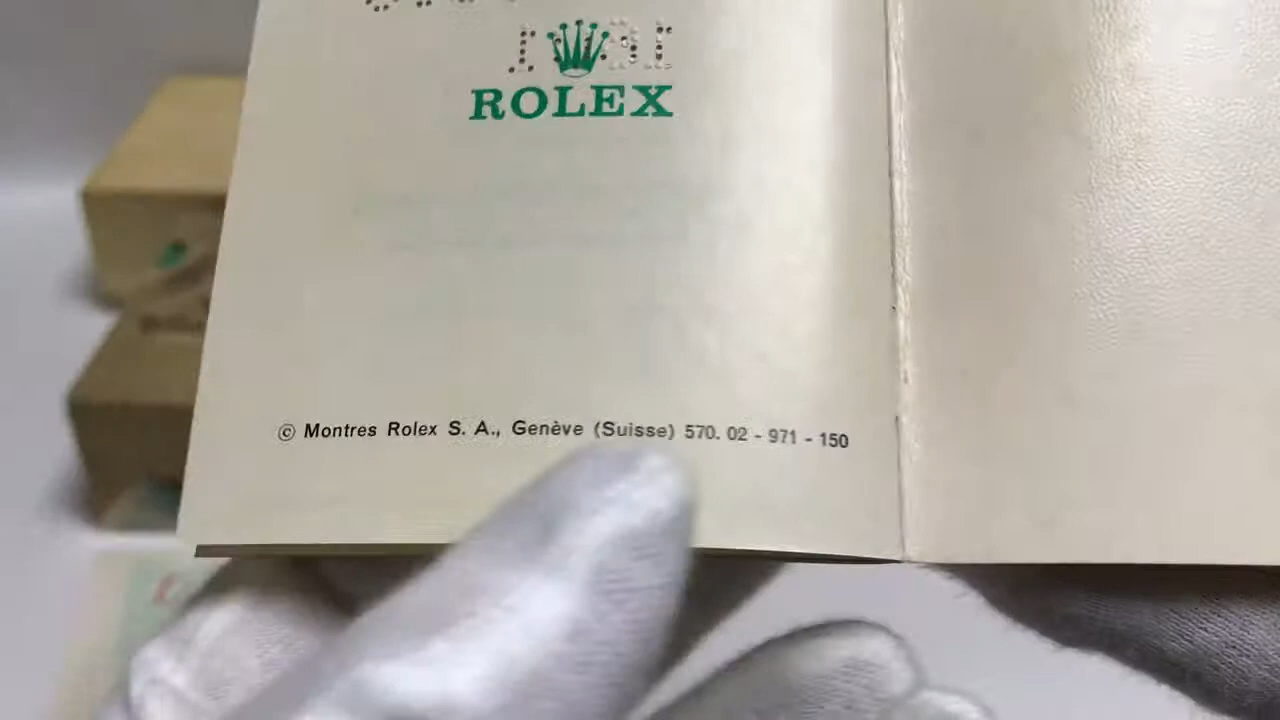 ROLEX
© Montres Rolex S. A., Genève (Suisse) 570. 02 - 971 - 150